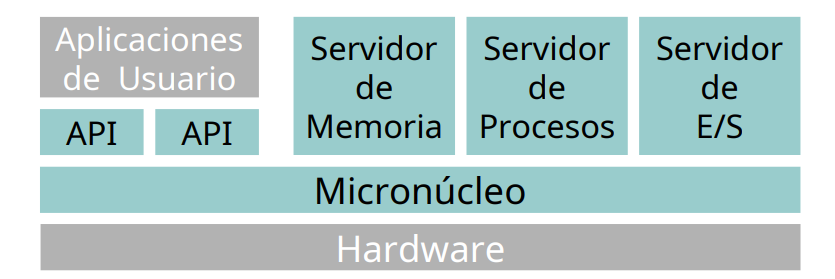 Aplicaciones
de Usuario
API
API
Servidor
de
Memoria
Servidor
de
Procesos
Servidor
de
E/S
Micronúcleo
Hardware